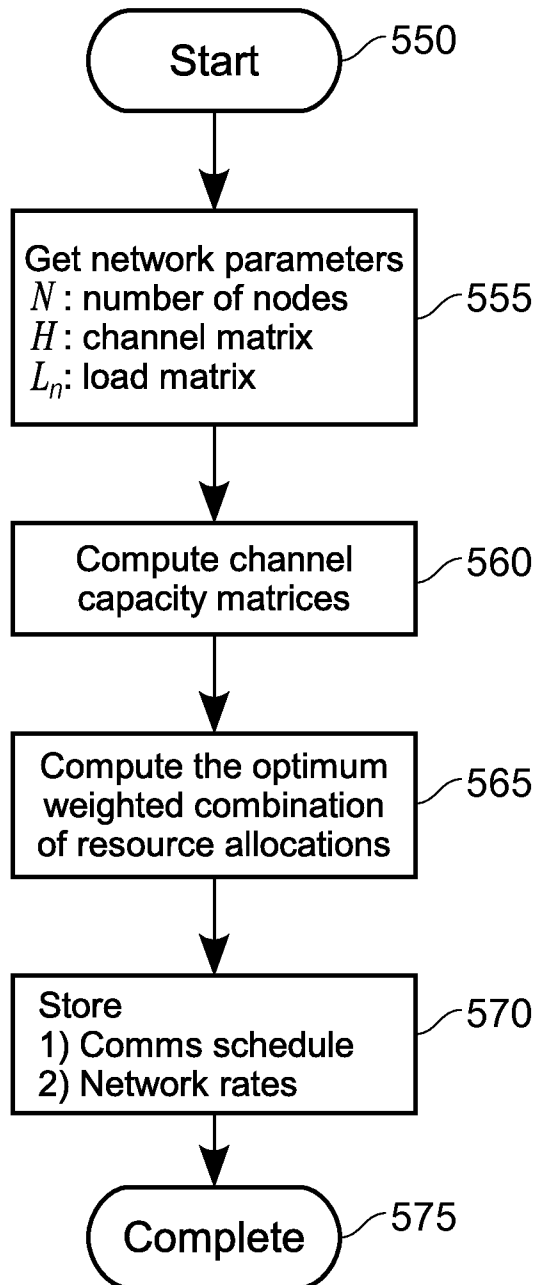 Start
550
Get network parameters
N : number of nodes
H : channel matrix
Lₙ: load matrix
555
Compute channel
capacity matrices
560
Compute the optimum
weighted combination
of resource allocations
565
Store
1) Comms schedule
2) Network rates
570
Complete
575